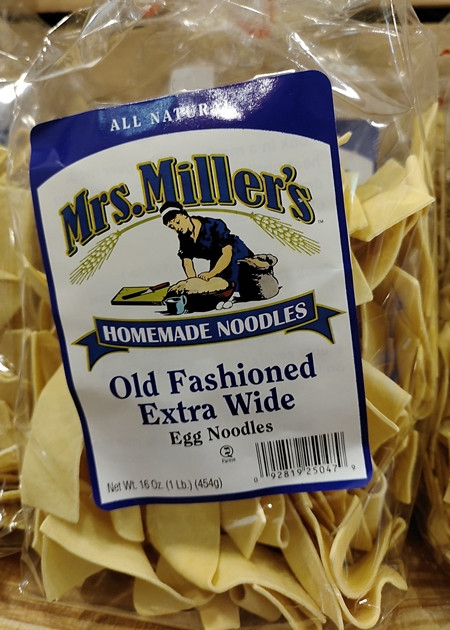 ALL NATURAL
Mrs. Miller's
HOMEMADE NOODLES
Old Fashioned
Extra Wide
Egg Noodles
Net Wt. 16 Oz. (1 Lb.) (454g)
0 92819 25047 9